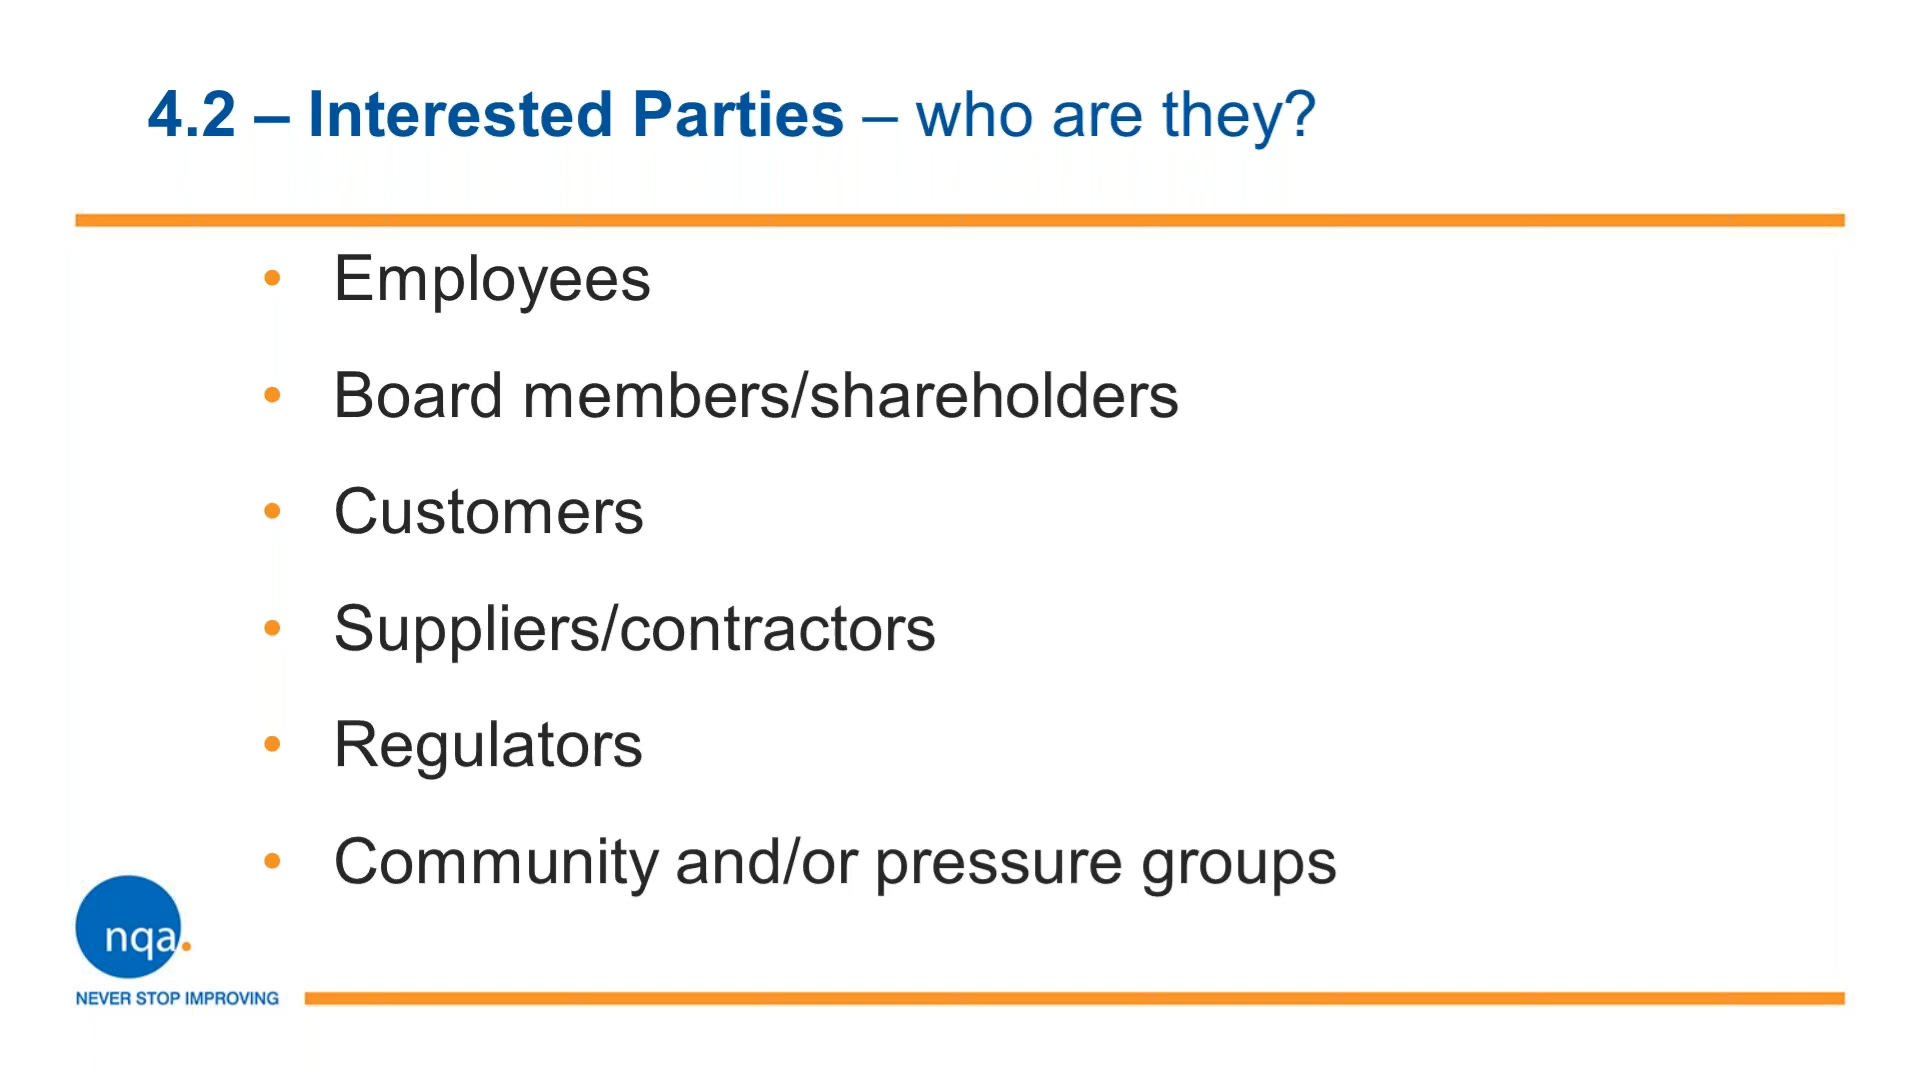 4.2 – Interested Parties – who are they?
• Employees
• Board members/shareholders
• Customers
• Suppliers/contractors
• Regulators
• Community and/or pressure groups
nqa.
NEVER STOP IMPROVING